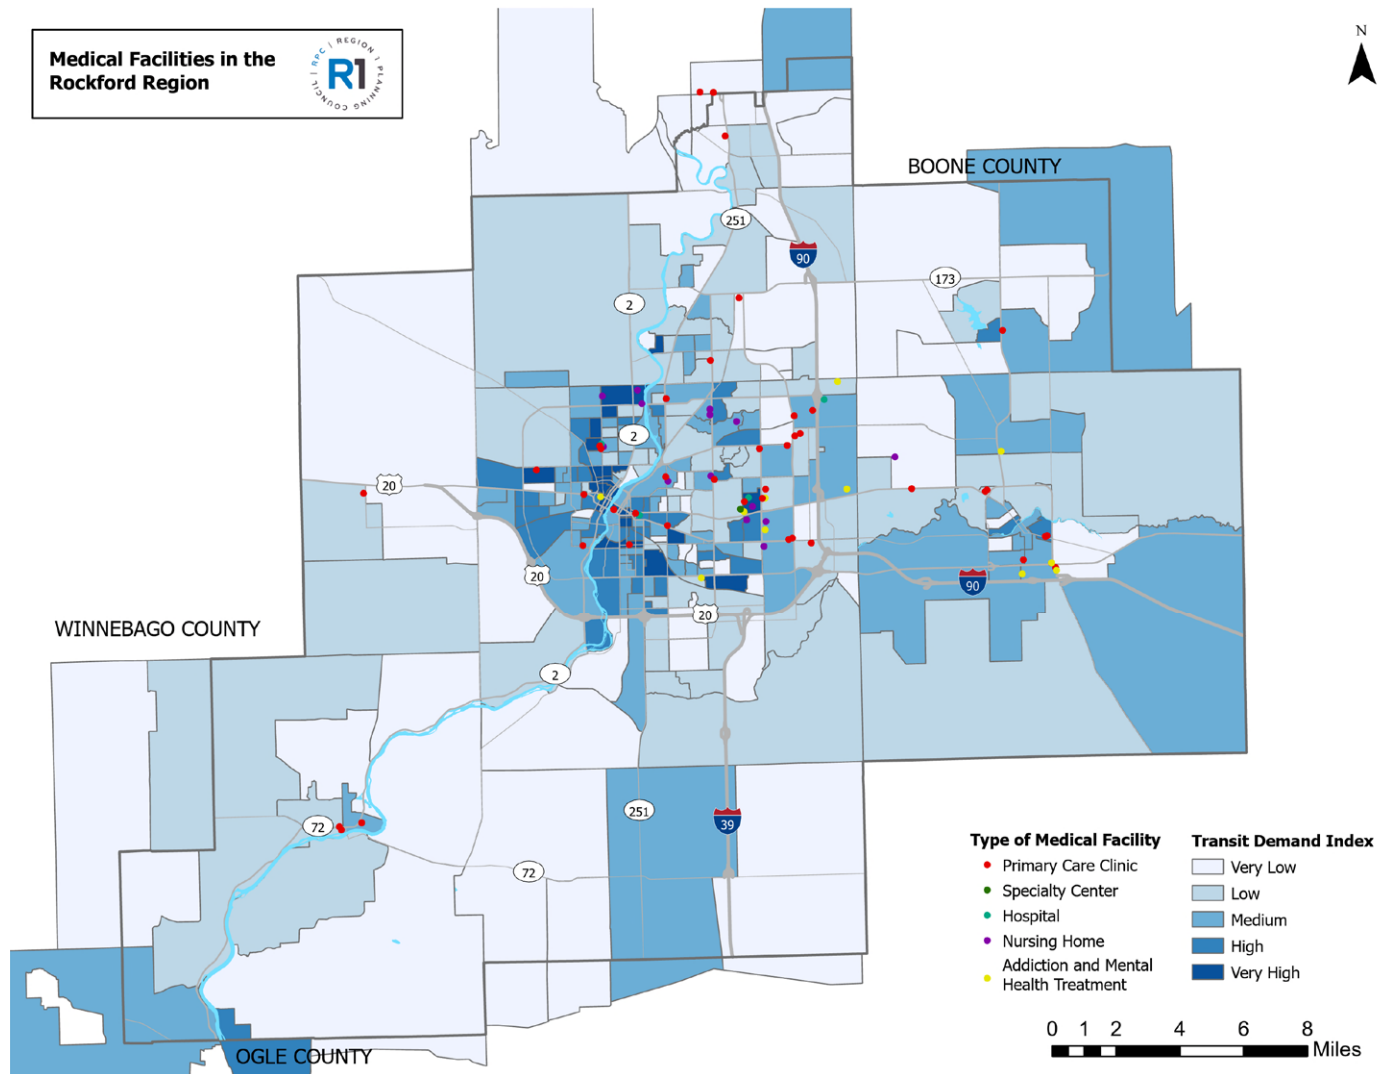 Medical Facilities in the
Rockford Region
RPC | REGION | PLANNING COUNCIL |
R1
N
BOONE COUNTY
251
90
173
2
2
20
20
90
WINNEBAGO COUNTY
20
2
251
39
72
72
OGLE COUNTY
Type of Medical Facility
Primary Care Clinic
Specialty Center
Hospital
Nursing Home
Addiction and Mental
Health Treatment
Transit Demand Index
Very Low
Low
Medium
High
Very High
0 1 2 4 6 8
Miles